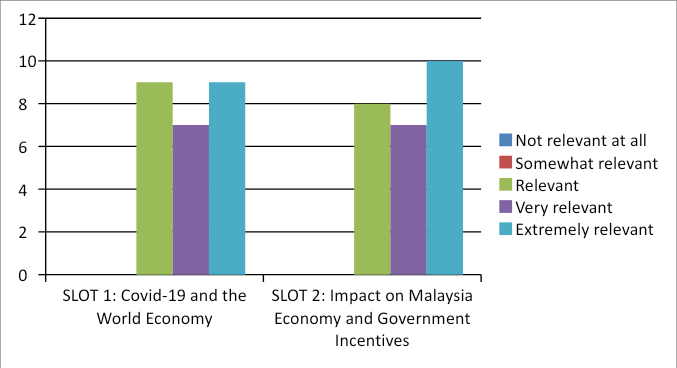 12
10
8
6
4
2
0
SLOT 1: Covid-19 and the
World Economy
SLOT 2: Impact on Malaysia
Economy and Government
Incentives
Not relevant at all
Somewhat relevant
Relevant
Very relevant
Extremely relevant